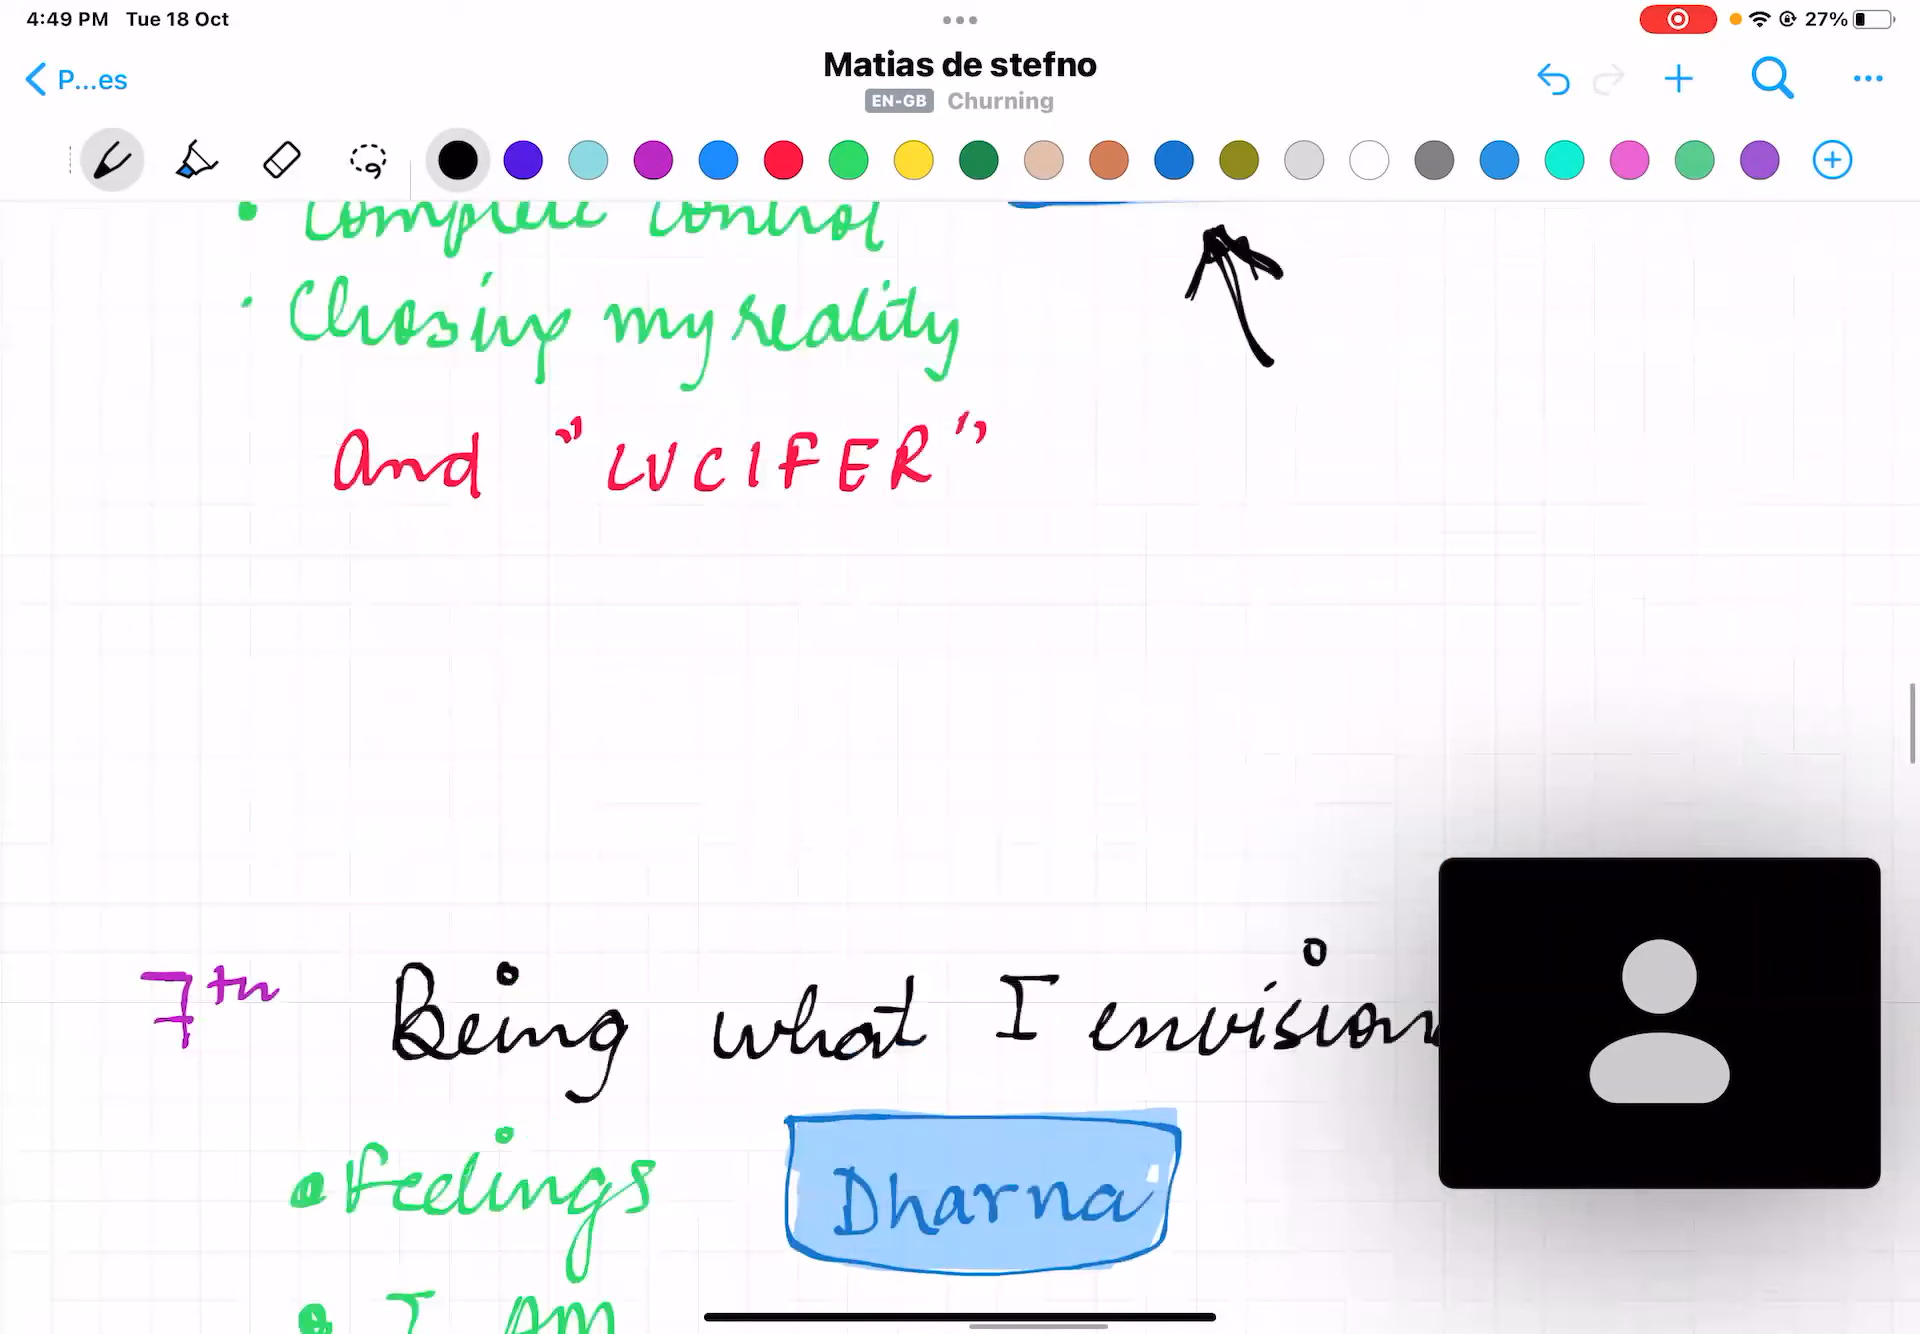 4:49 PM Tue 18 Oct
27%
P...es
Matias de stefno
EN-GB Churning
• Complete control
• Chosing my reality
And "LUCIFER"
7th Being what I envision
• Feelings
Dharna
• I Am